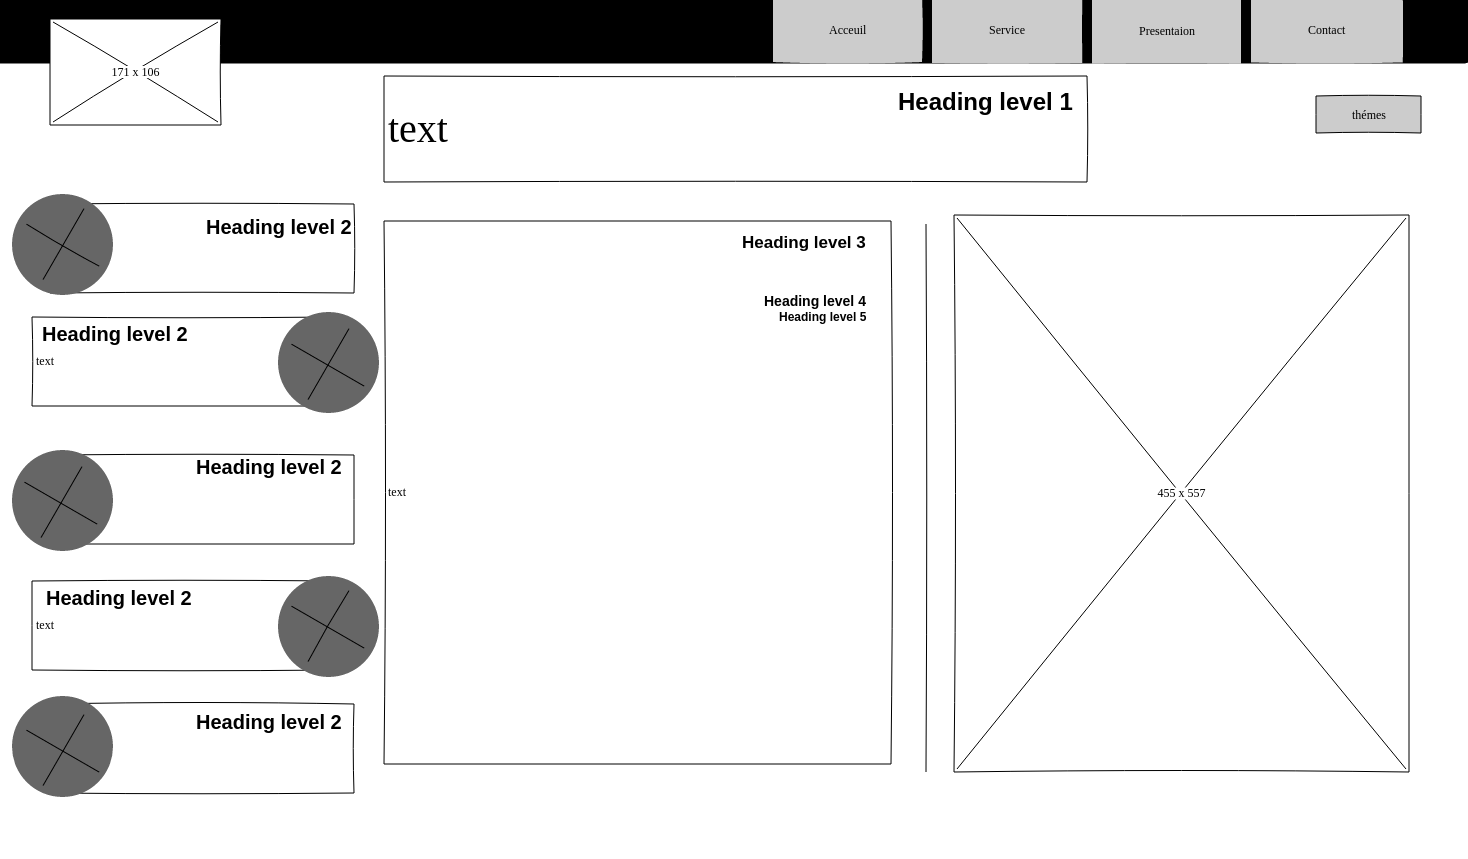 Acceuil
Service
Presentaion
Contact
171 x 106
Heading level 1
text
thémes
Heading level 2
Heading level 2
text
Heading level 2
Heading level 2
text
Heading level 2
Heading level 3
Heading level 4
Heading level 5
text
455 x 557